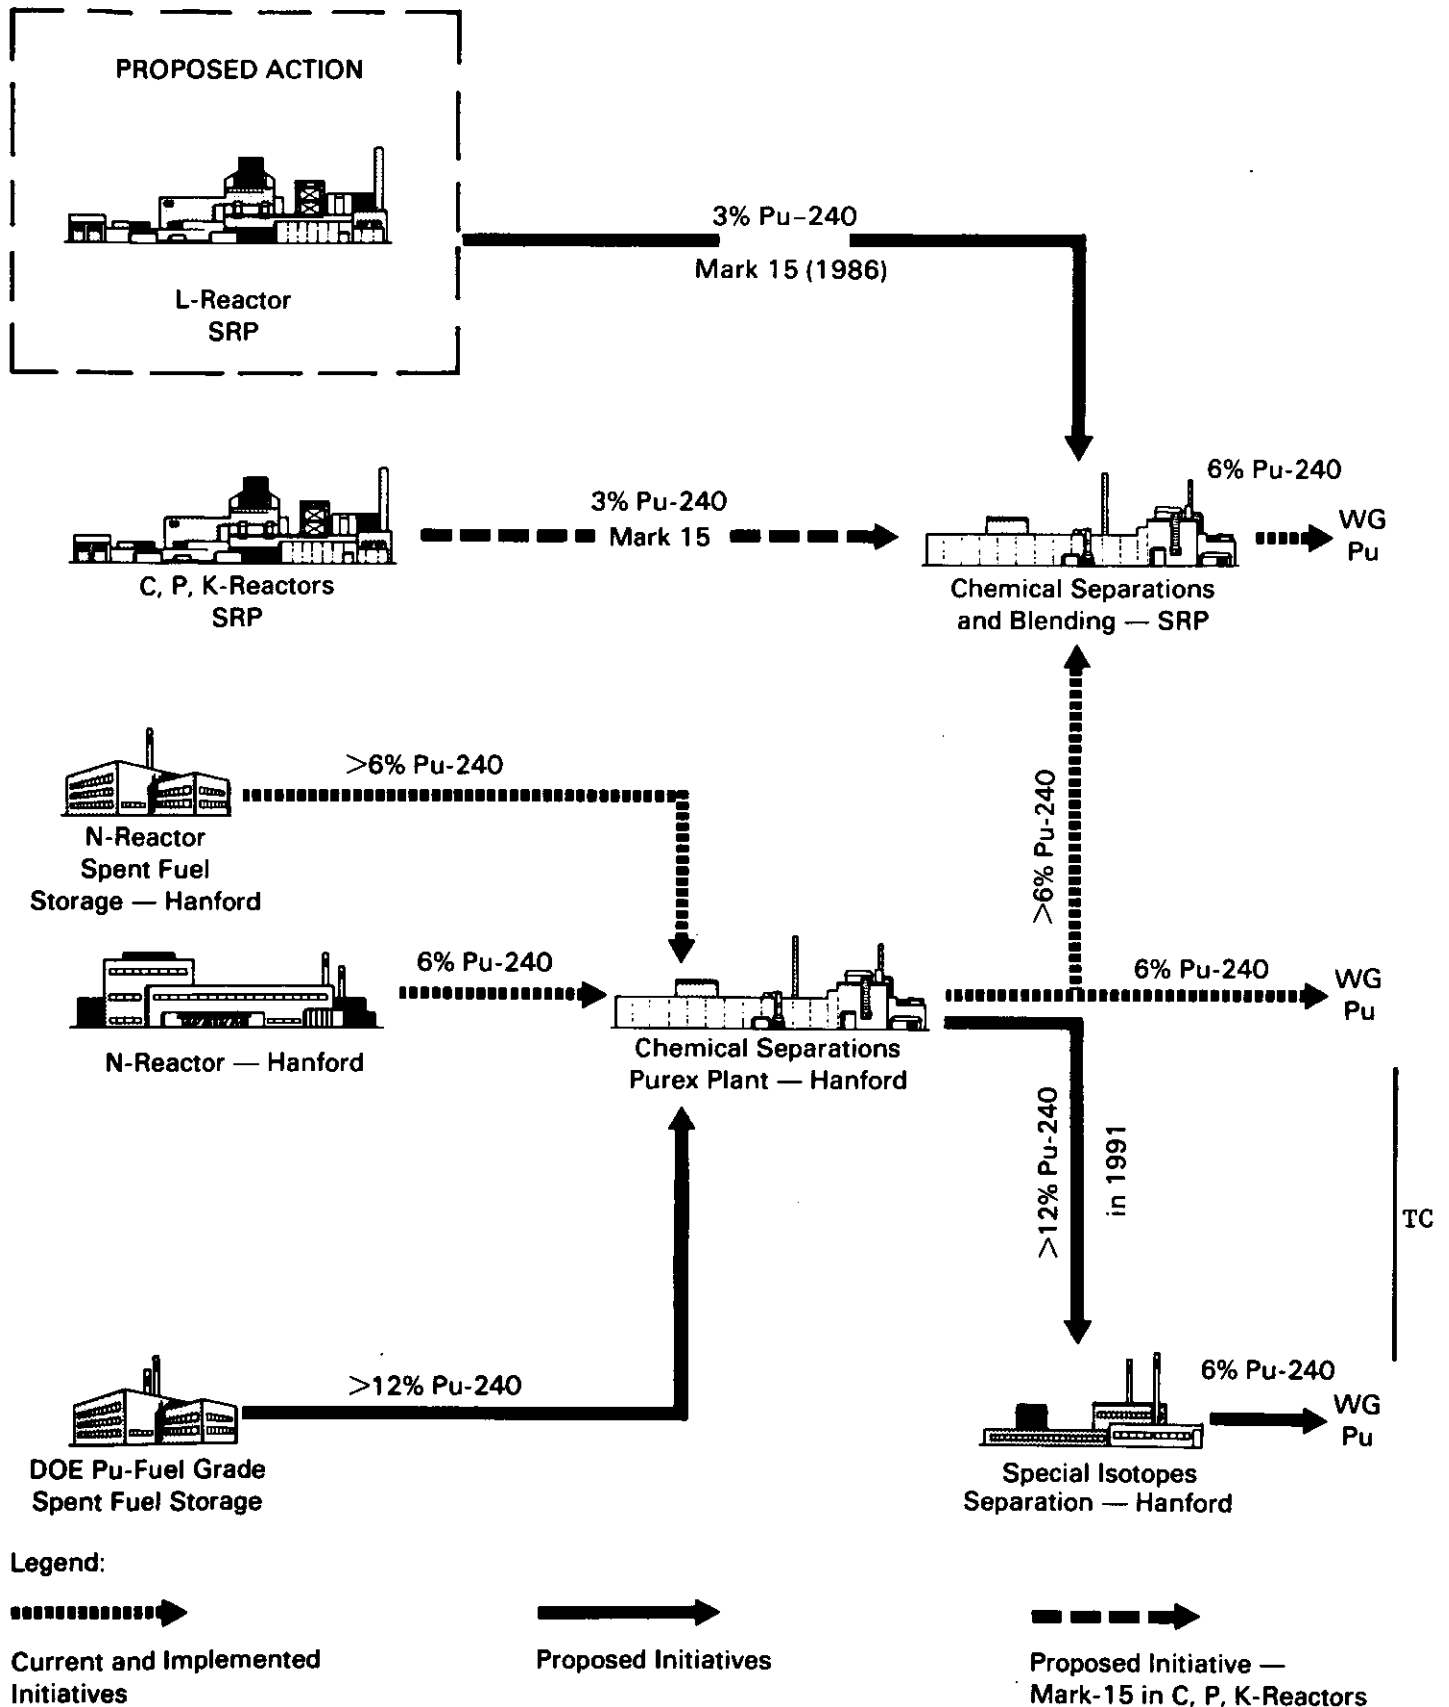 PROPOSED ACTION
L-Reactor
SRP
3% Pu-240
Mark 15 (1986)
C, P, K-Reactors
SRP
3% Pu-240
Mark 15
6% Pu-240
WG
Pu
Chemical Separations
and Blending — SRP
>6% Pu-240
N-Reactor
Spent Fuel
Storage — Hanford
>6% Pu-240
6% Pu-240
N-Reactor — Hanford
Chemical Separations
Purex Plant — Hanford
6% Pu-240
WG
Pu
>12% Pu-240
in 1991
TC
>12% Pu-240
DOE Pu-Fuel Grade
Spent Fuel Storage
6% Pu-240
WG
Pu
Special Isotopes
Separation — Hanford
Legend:
Current and Implemented
Initiatives
Proposed Initiatives
Proposed Initiative —
Mark-15 in C, P, K-Reactors